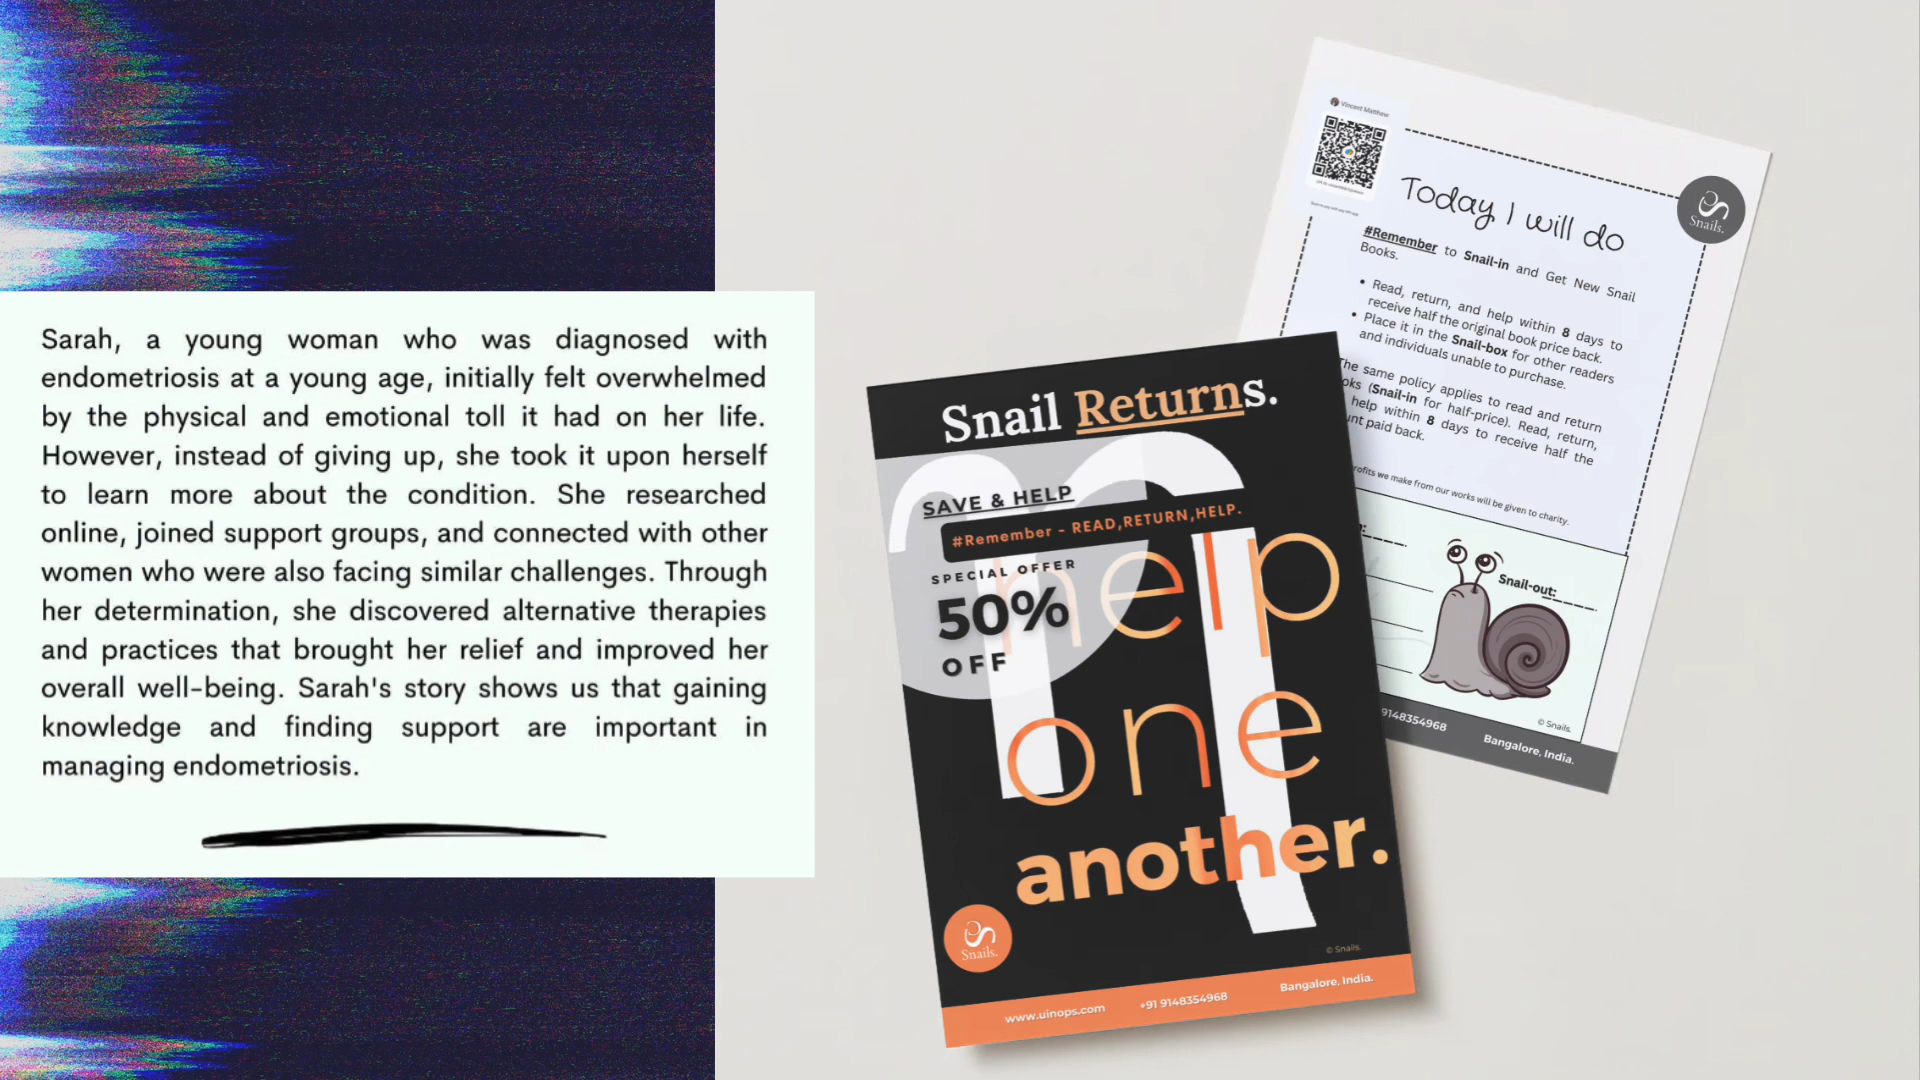 Sarah, a young woman who was diagnosed with
endometriosis at a young age, initially felt overwhelmed
by the physical and emotional toll it had on her life.
However, instead of giving up, she took it upon herself
to learn more about the condition. She researched
online, joined support groups, and connected with other
women who were also facing similar challenges. Through
her determination, she discovered alternative therapies
and practices that brought her relief and improved her
overall well-being. Sarah's story shows us that gaining
knowledge and finding support are important in
managing endometriosis.
Snail Returns.
SAVE & HELP
#Remember - READ,RETURN,HELP.
SPECIAL OFFER
50%
OFF
help
one
another.
Snails.
© Snails.
www.uinops.com
+91 9148354968
Bangalore, India.
Vincent Matthew
Today I will do
Snails.
#Remember to Snail-in and Get New Snail
Books.
• Read, return, and help within 8 days to
receive half the original book price back.
• Place it in the Snail-box for other readers
and individuals unable to purchase.
The same policy applies to read and return
(Snail-in for half-price). Read, return,
help within 8 days to receive half the
paid back.
we make from our works will be given to charity.
Snail-out:
© Snails.
9148354968
Bangalore, India.